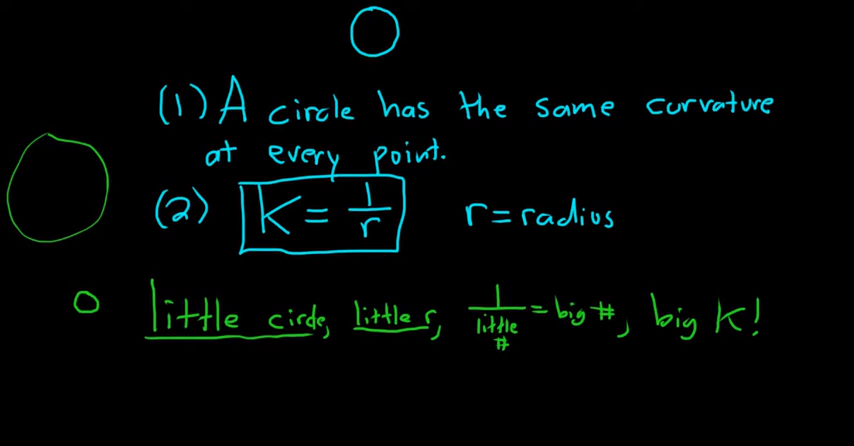 (1) A circle has the same curvature
at every point.
(2) K = 1/r r = radius
little circle, little r, 1/little # = big #, big K!